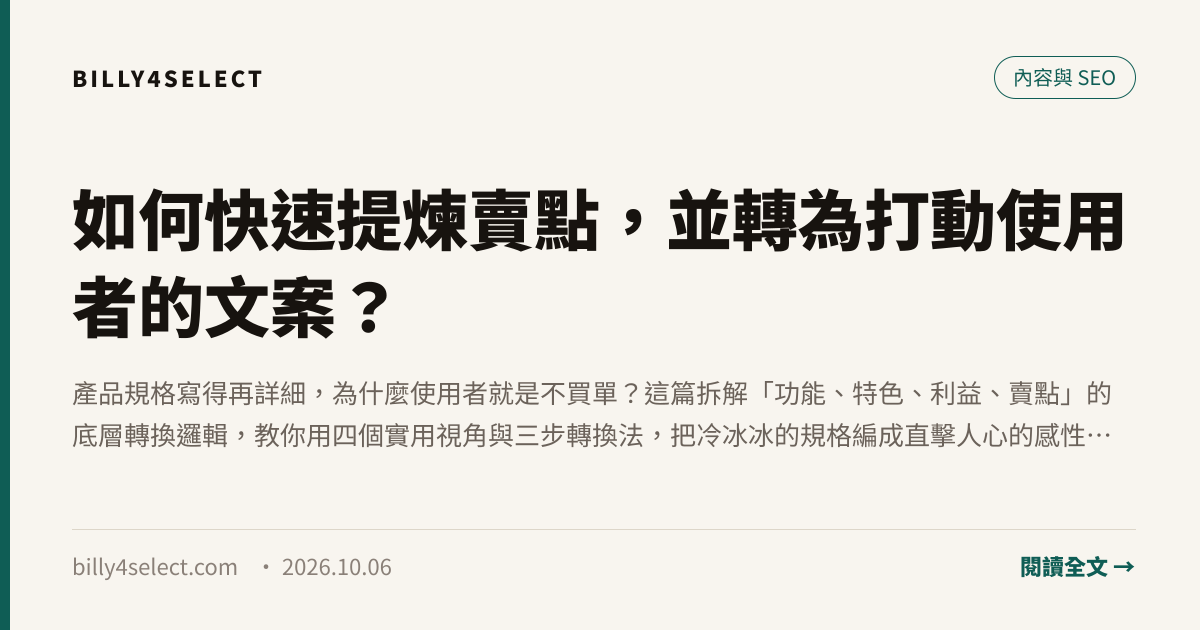 BILLY4SELECT
內容與 SEO
如何快速提煉賣點，並轉為打動使用
者的文案？
產品規格寫得再詳細，為什麼使用者就是不買單？這篇拆解「功能、特色、利益、賣點」的
底層轉換邏輯，教你用四個實用視角與三步轉換法，把冷冰冰的規格編成直擊人心的感性…
billy4select.com ・ 2026.10.06
閱讀全文 →